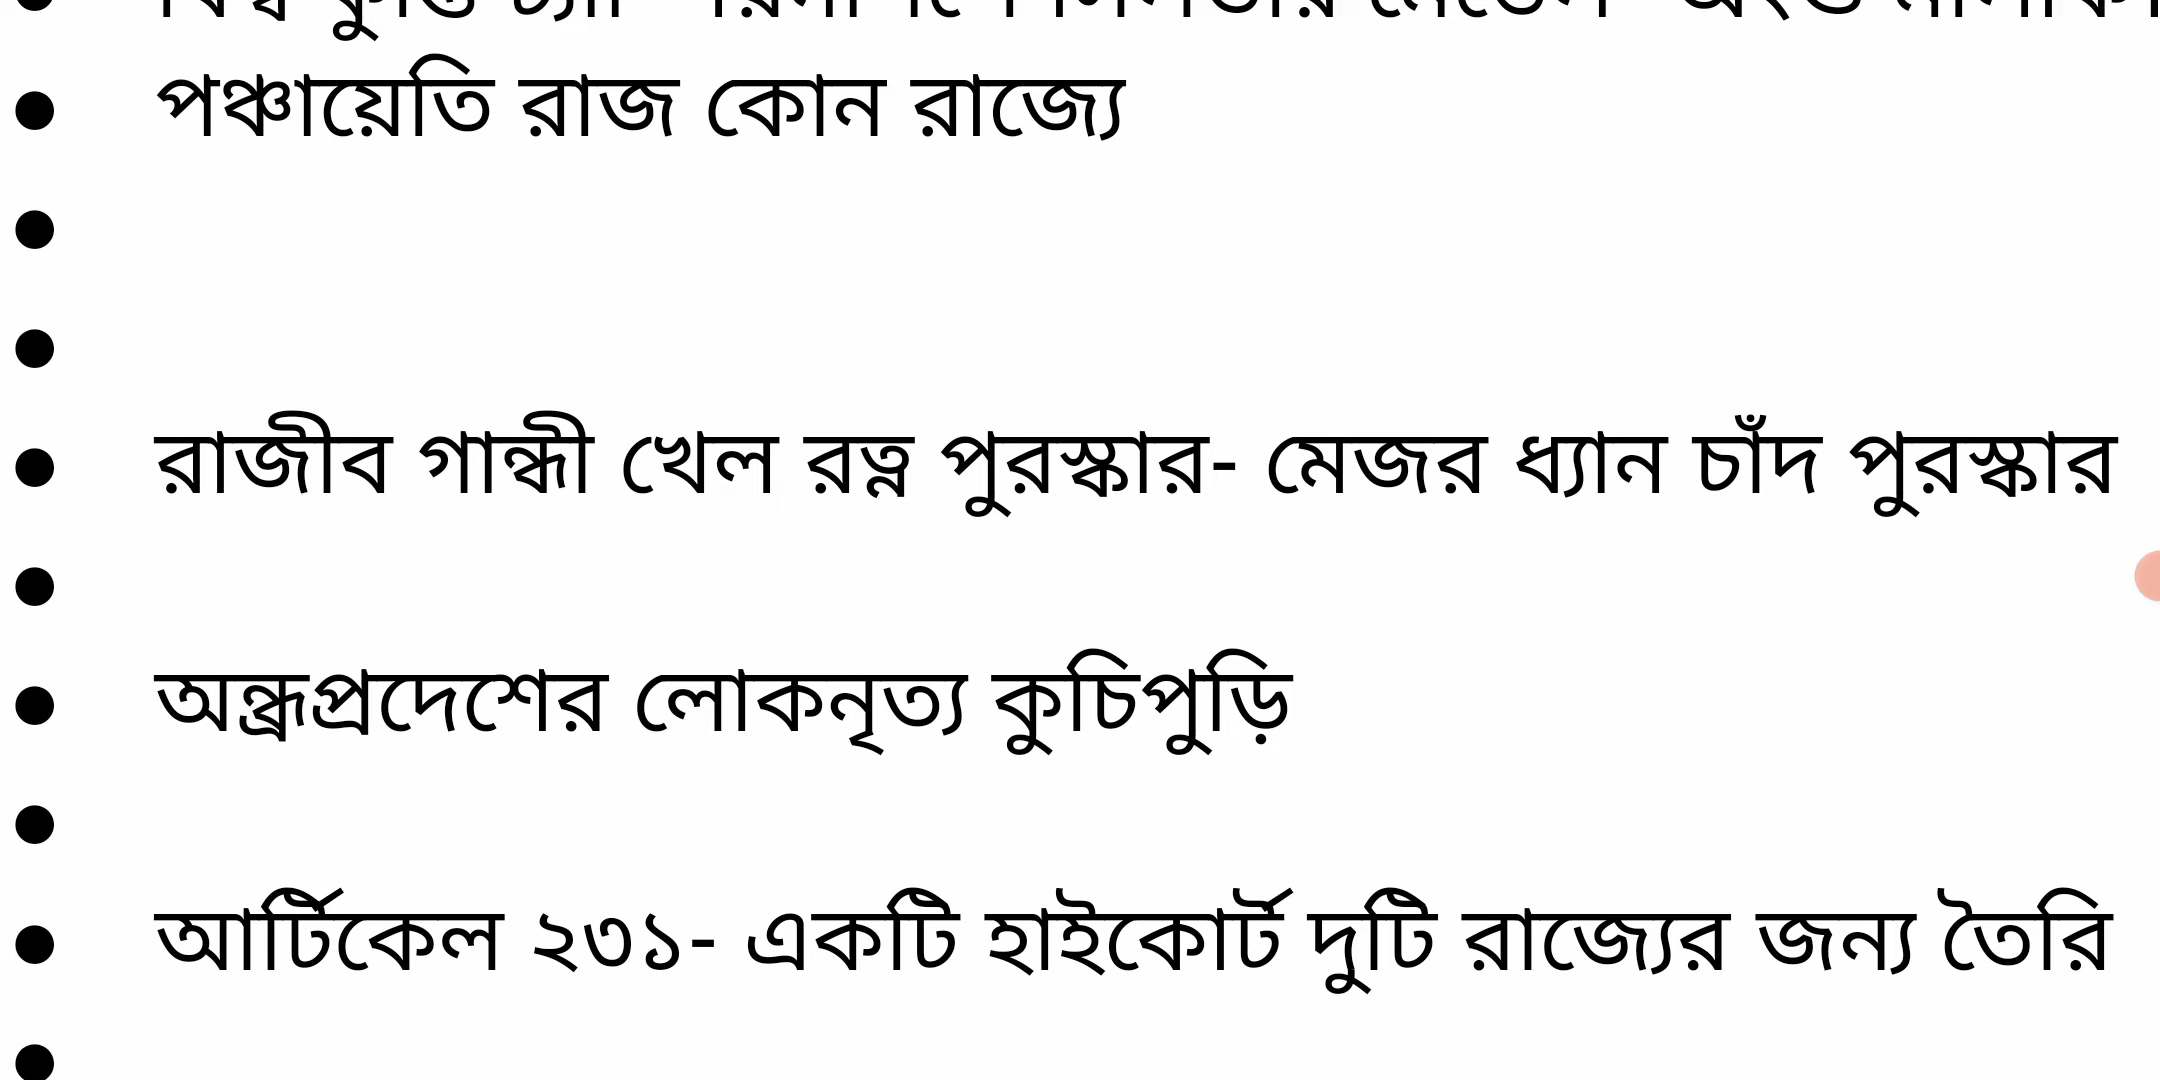 পঞ্চায়েতি রাজ কোন রাজ্যে
রাজীব গান্ধী খেল রত্ন পুরস্কার- মেজর ধ্যান চাঁদ পুরস্কার
অন্ধ্রপ্রদেশের লোকনৃত্য কুচিপুড়ি
আর্টিকেল ২৩১- একটি হাইকোর্ট দুটি রাজ্যের জন্য তৈরি